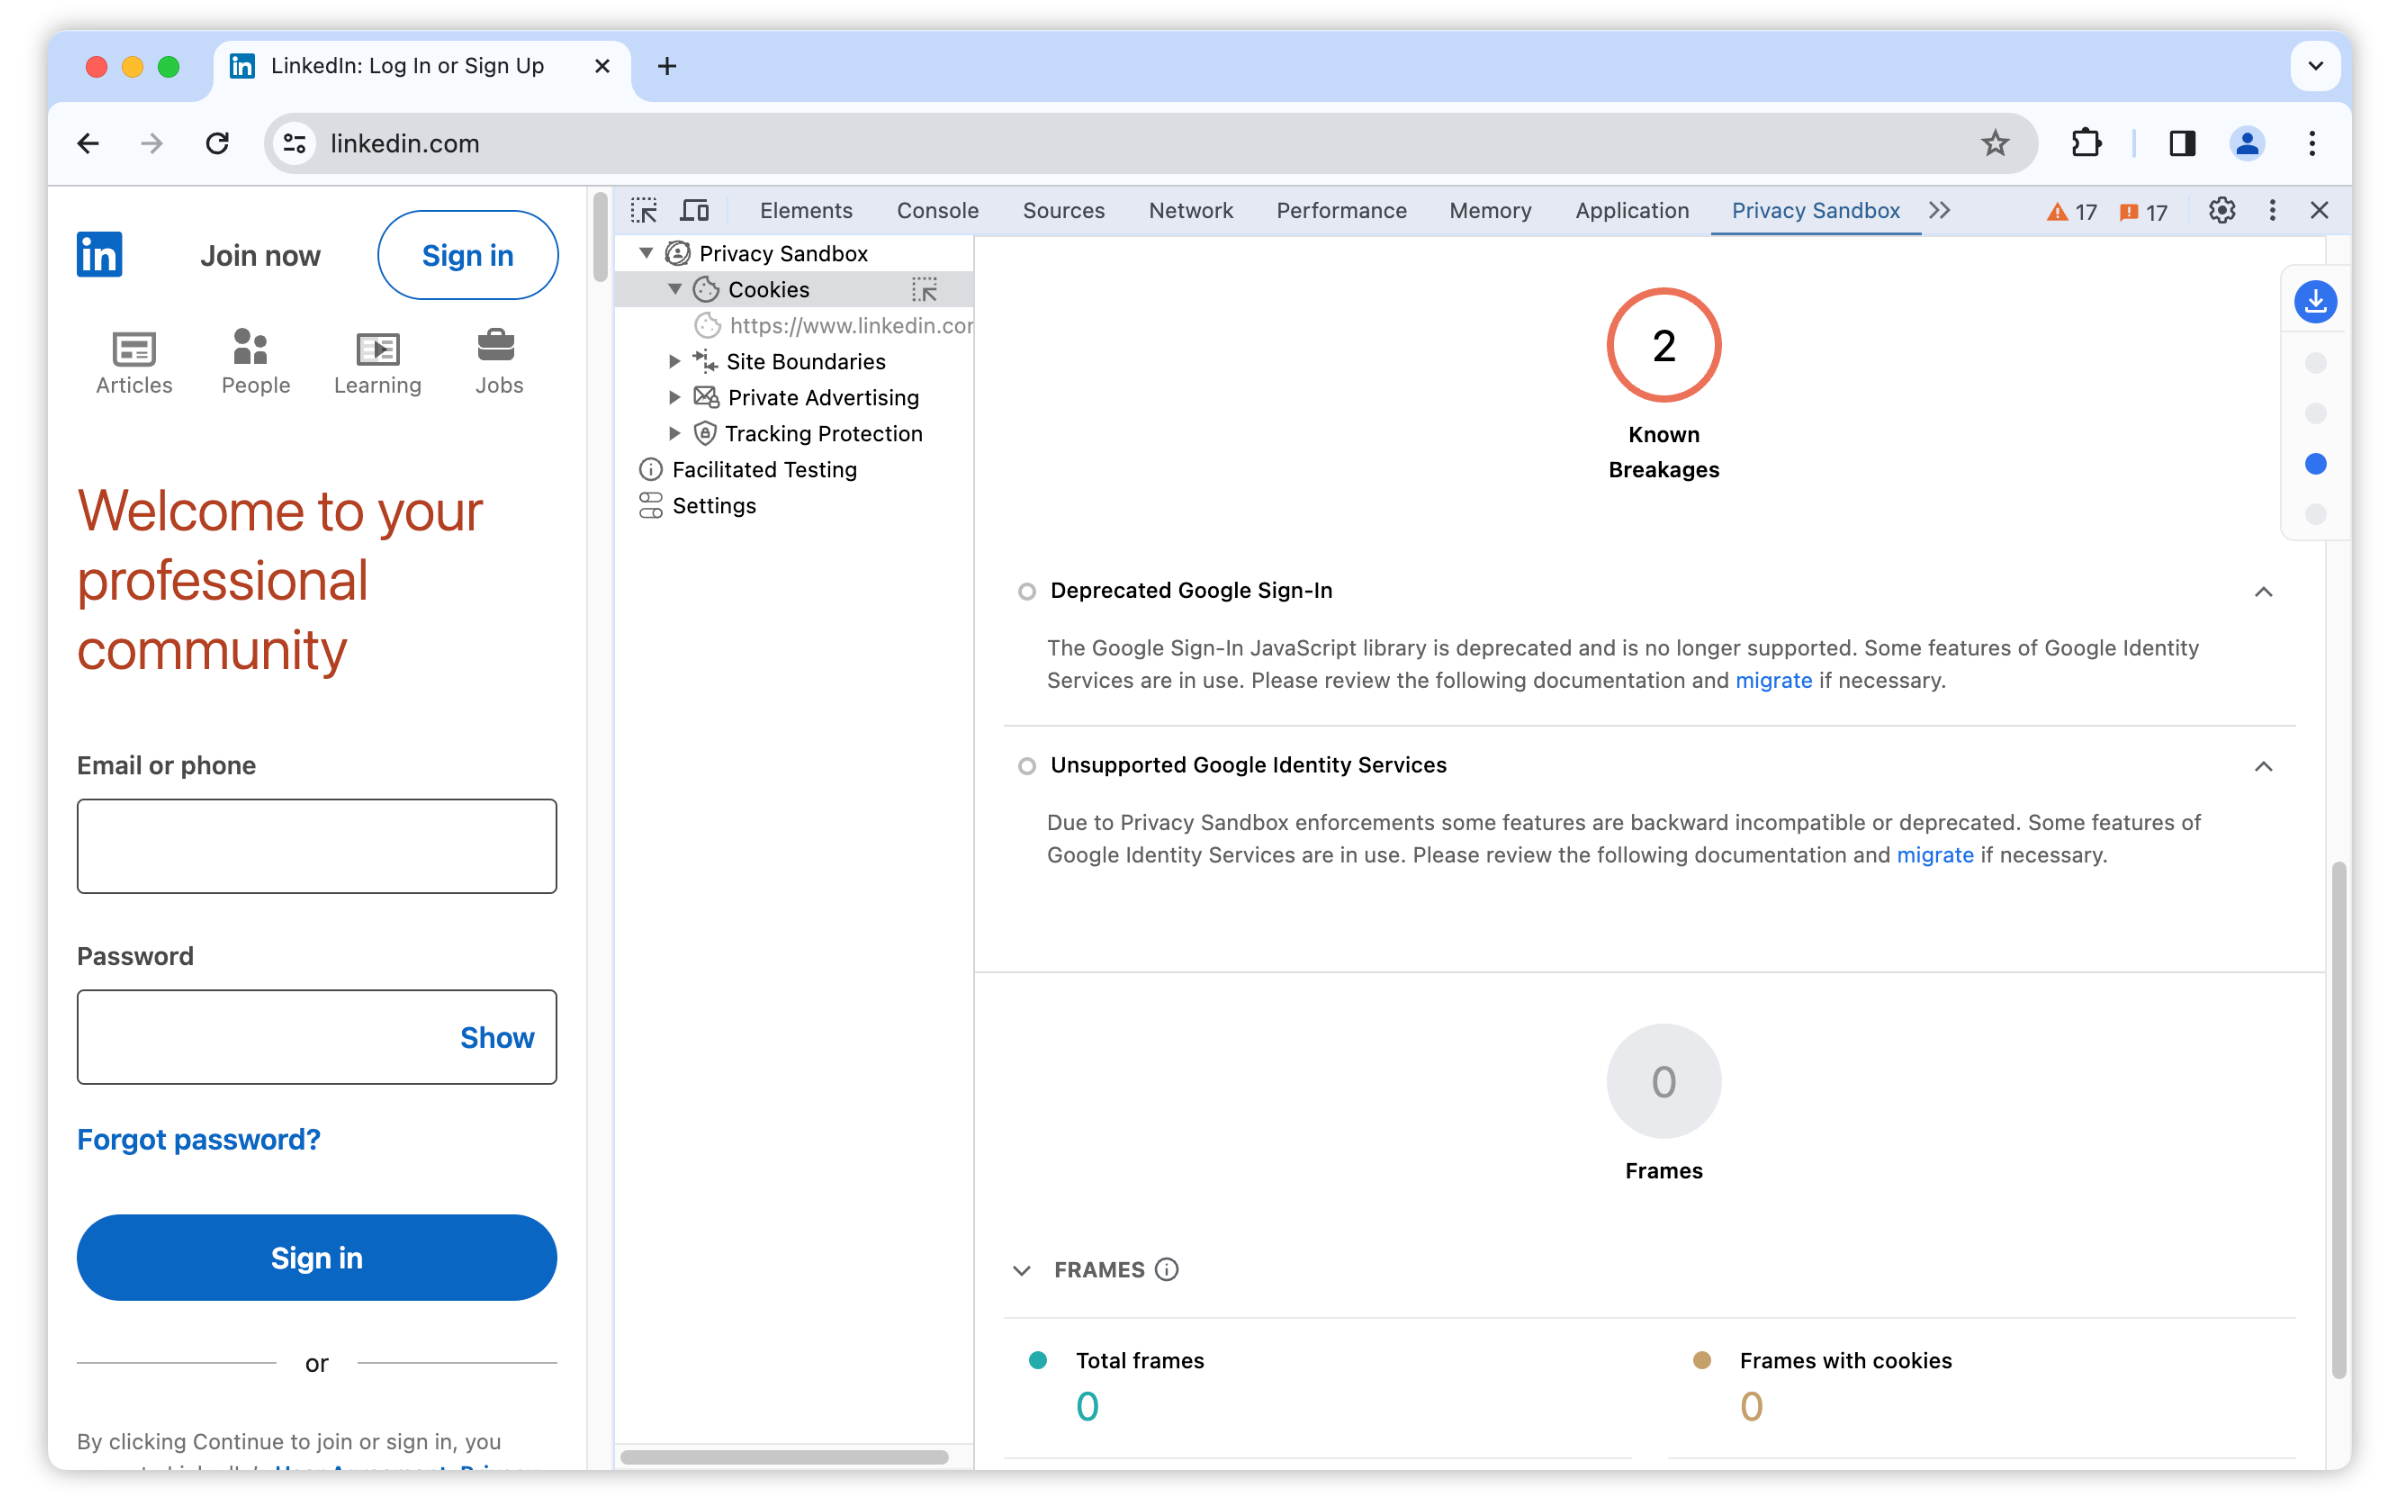 LinkedIn: Log In or Sign Up
linkedin.com
in
Join now
Sign in
Articles
People
Learning
Jobs
Welcome to your
professional
community
Email or phone
Password
Show
Forgot password?
Sign in
or
By clicking Continue to join or sign in, you
Elements
Console
Sources
Network
Performance
Memory
Application
Privacy Sandbox
17
17
Privacy Sandbox
Cookies
https://www.linkedin.cor
Site Boundaries
Private Advertising
Tracking Protection
Facilitated Testing
Settings
2
Known
Breakages
Deprecated Google Sign-In
The Google Sign-In JavaScript library is deprecated and is no longer supported. Some features of Google Identity
Services are in use. Please review the following documentation and migrate if necessary.
Unsupported Google Identity Services
Due to Privacy Sandbox enforcements some features are backward incompatible or deprecated. Some features of
Google Identity Services are in use. Please review the following documentation and migrate if necessary.
0
Frames
FRAMES
Total frames
0
Frames with cookies
0